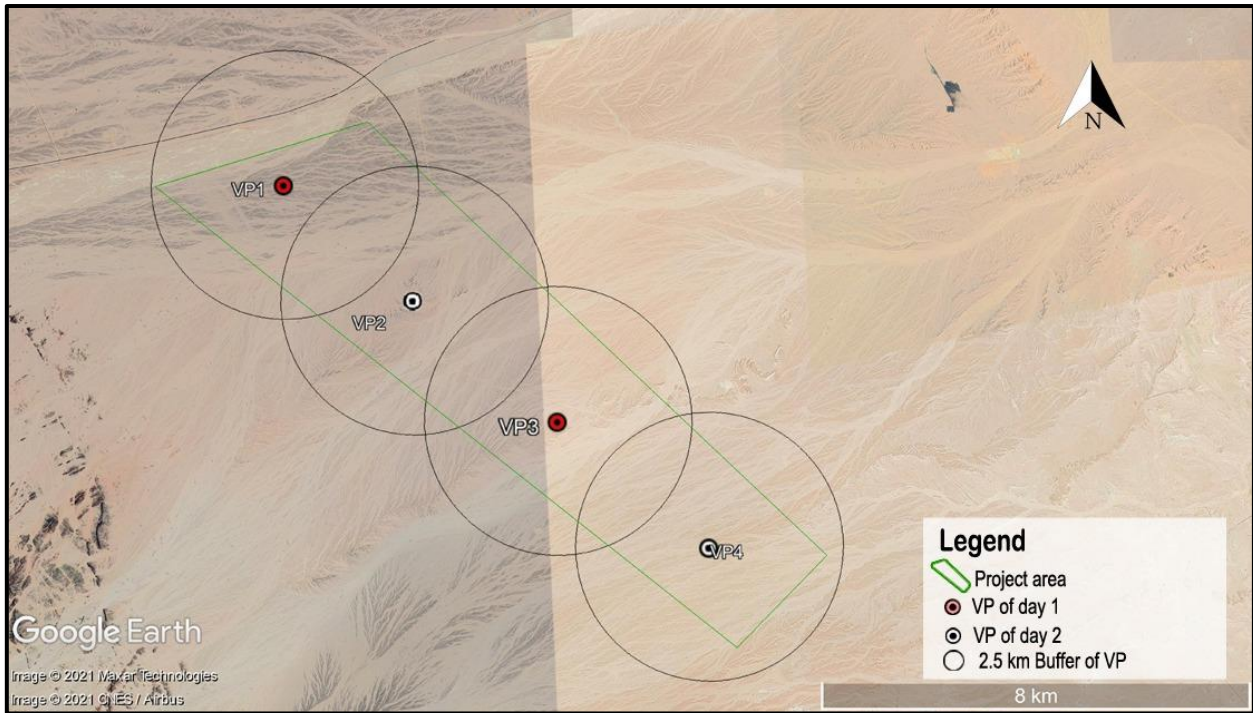 N
VP1
VP2
VP3
VP4
Legend
Project area
VP of day 1
VP of day 2
2.5 km Buffer of VP
Google Earth
Image © 2021 Maxar Technologies
Image © 2021 CNES / Airbus
8 km